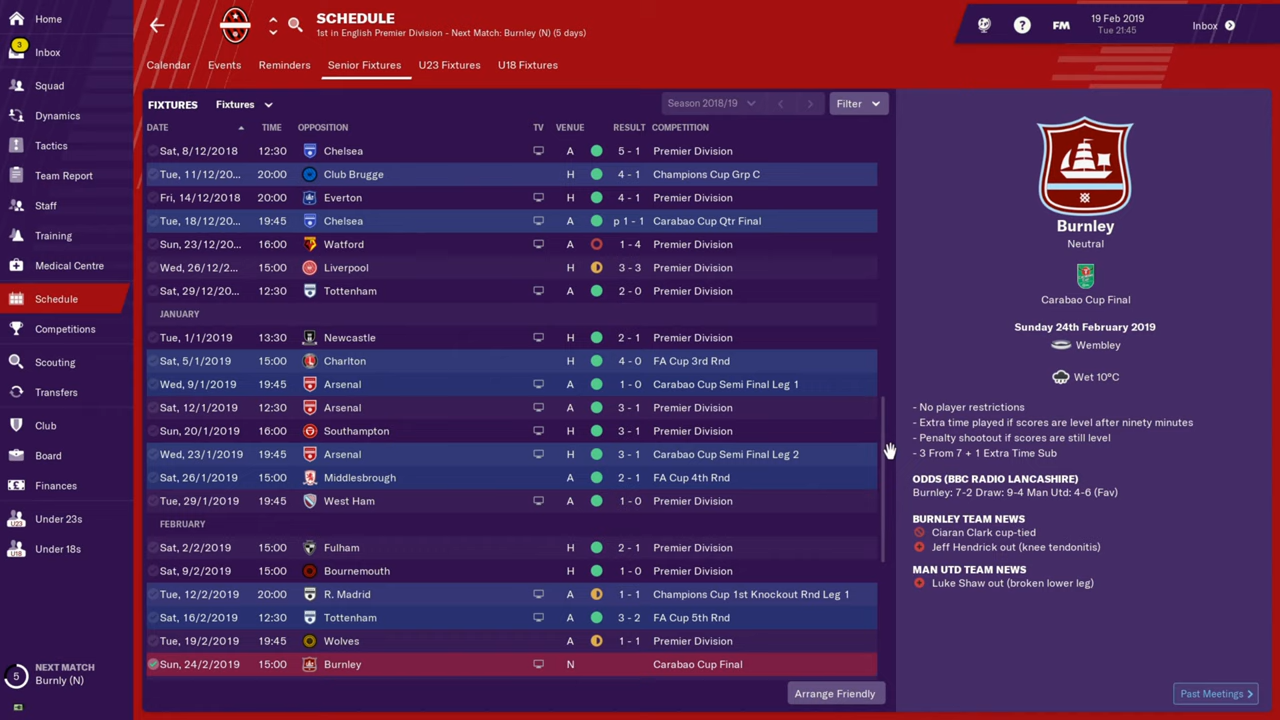 Home
3
Inbox
Squad
Dynamics
Tactics
Team Report
Staff
Training
Medical Centre
Schedule
Competitions
Scouting
Transfers
Club
Board
Finances
U23
Under 23s
U18
Under 18s
5
NEXT MATCH
Burnly (N)
SCHEDULE
1st in English Premier Division - Next Match: Burnley (N) (5 days)
? FM 19 Feb 2019
Tue 21:45
Inbox
Calendar Events Reminders Senior Fixtures U23 Fixtures U18 Fixtures
FIXTURES Fixtures Season 2018/19 Filter
DATE TIME OPPOSITION TV VENUE RESULT COMPETITION
Sat, 8/12/2018 12:30 Chelsea A 5 - 1 Premier Division
Tue, 11/12/20... 20:00 Club Brugge H 4 - 1 Champions Cup Grp C
Fri, 14/12/2018 20:00 Everton H 4 - 1 Premier Division
Tue, 18/12/20... 19:45 Chelsea A p 1 - 1 Carabao Cup Qtr Final
Sun, 23/12/20... 16:00 Watford A 1 - 4 Premier Division
Wed, 26/12/2... 15:00 Liverpool H 3 - 3 Premier Division
Sat, 29/12/20... 12:30 Tottenham A 2 - 0 Premier Division
JANUARY
Tue, 1/1/2019 13:30 Newcastle H 2 - 1 Premier Division
Sat, 5/1/2019 15:00 Charlton H 4 - 0 FA Cup 3rd Rnd
Wed, 9/1/2019 19:45 Arsenal A 1 - 0 Carabao Cup Semi Final Leg 1
Sat, 12/1/2019 12:30 Arsenal A 3 - 1 Premier Division
Sun, 20/1/2019 16:00 Southampton H 3 - 1 Premier Division
Wed, 23/1/2019 19:45 Arsenal H 3 - 1 Carabao Cup Semi Final Leg 2
Sat, 26/1/2019 15:00 Middlesbrough A 2 - 1 FA Cup 4th Rnd
Tue, 29/1/2019 19:45 West Ham A 1 - 0 Premier Division
FEBRUARY
Sat, 2/2/2019 15:00 Fulham H 2 - 1 Premier Division
Sat, 9/2/2019 15:00 Bournemouth H 1 - 0 Premier Division
Tue, 12/2/2019 20:00 R. Madrid A 1 - 1 Champions Cup 1st Knockout Rnd Leg 1
Sat, 16/2/2019 12:30 Tottenham A 3 - 2 FA Cup 5th Rnd
Tue, 19/2/2019 19:45 Wolves A 1 - 1 Premier Division
Sun, 24/2/2019 15:00 Burnley N Carabao Cup Final
Arrange Friendly
Burnley
Neutral
Carabao Cup Final
Sunday 24th February 2019
Wembley
Wet 10°C
- No player restrictions
- Extra time played if scores are level after ninety minutes
- Penalty shootout if scores are still level
- 3 From 7 + 1 Extra Time Sub
ODDS (BBC RADIO LANCASHIRE)
Burnley: 7-2 Draw: 9-4 Man Utd: 4-6 (Fav)
BURNLEY TEAM NEWS
Ciaran Clark cup-tied
Jeff Hendrick out (knee tendonitis)
MAN UTD TEAM NEWS
Luke Shaw out (broken lower leg)
Past Meetings